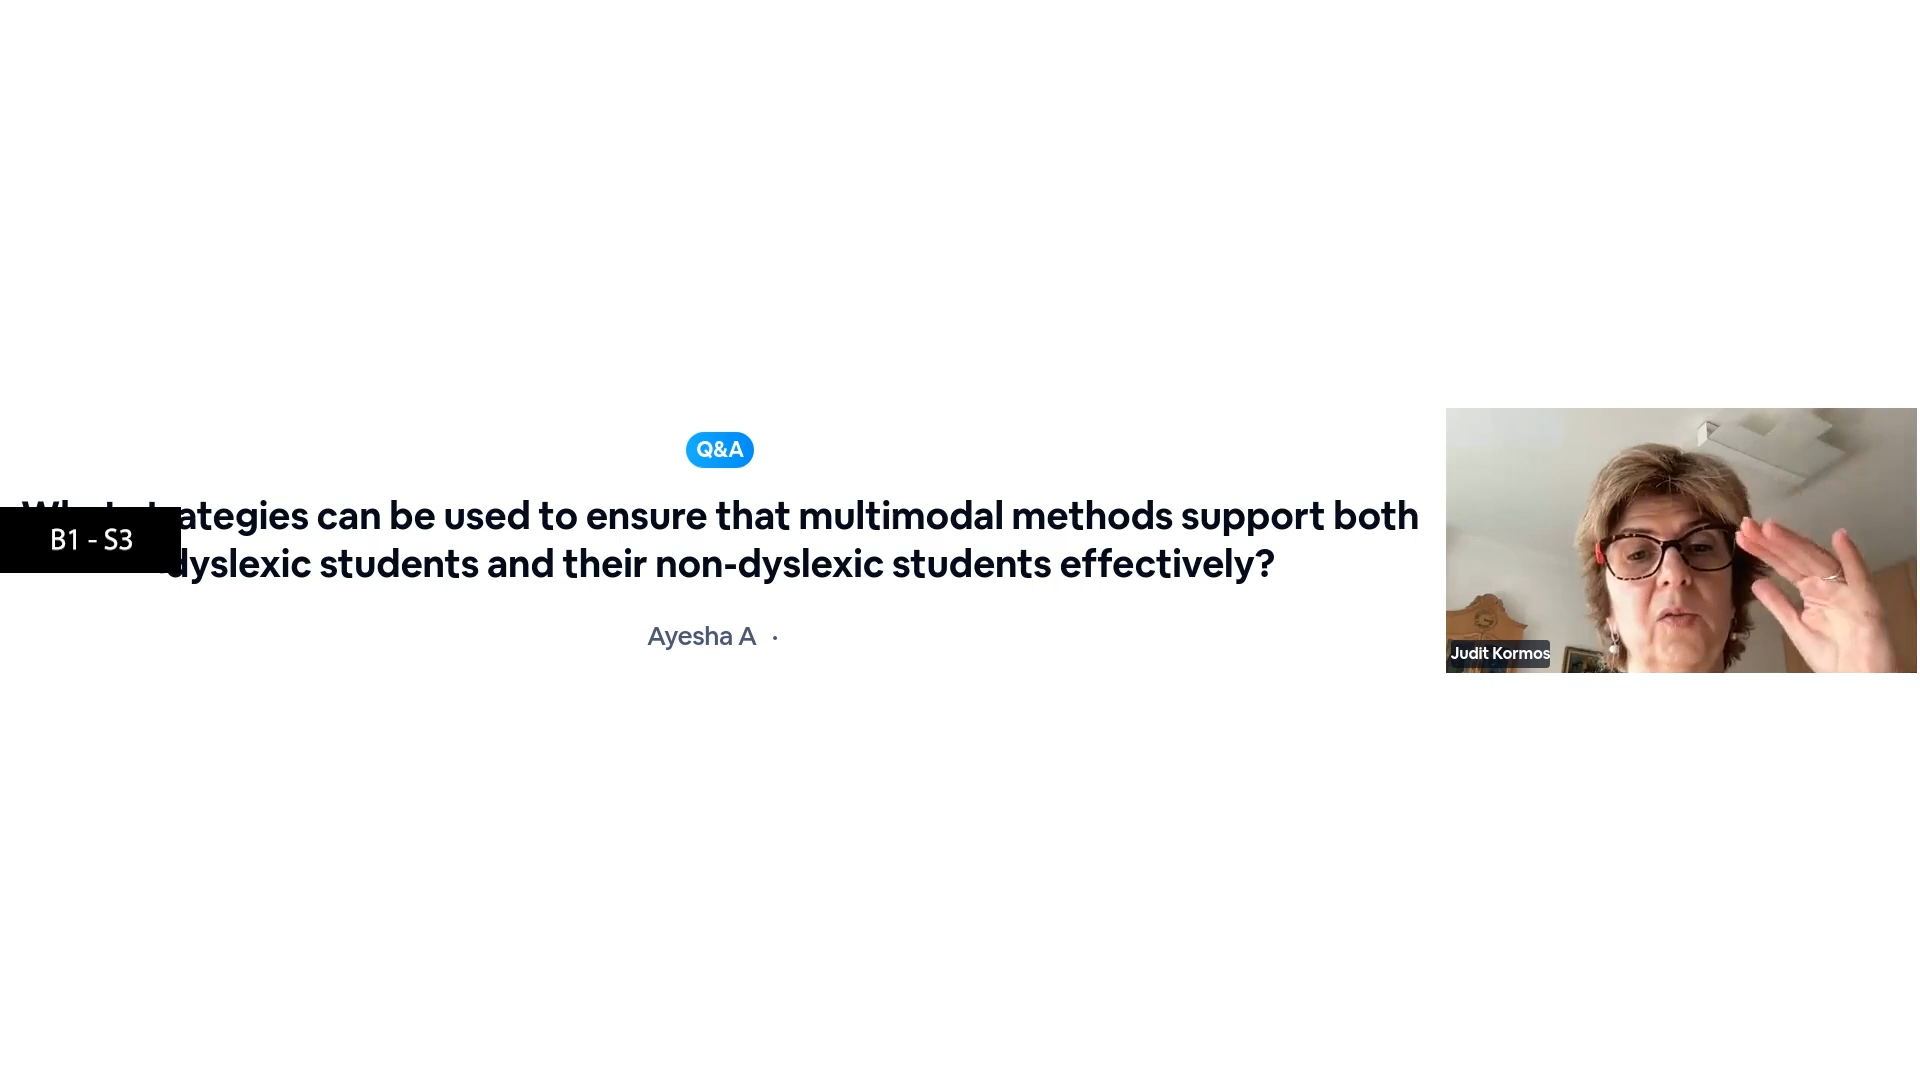 Q&A
ategies can be used to ensure that multimodal methods support both
B1 - S3
dyslexic students and their non-dyslexic students effectively?
Ayesha A ·
Judit Kormos